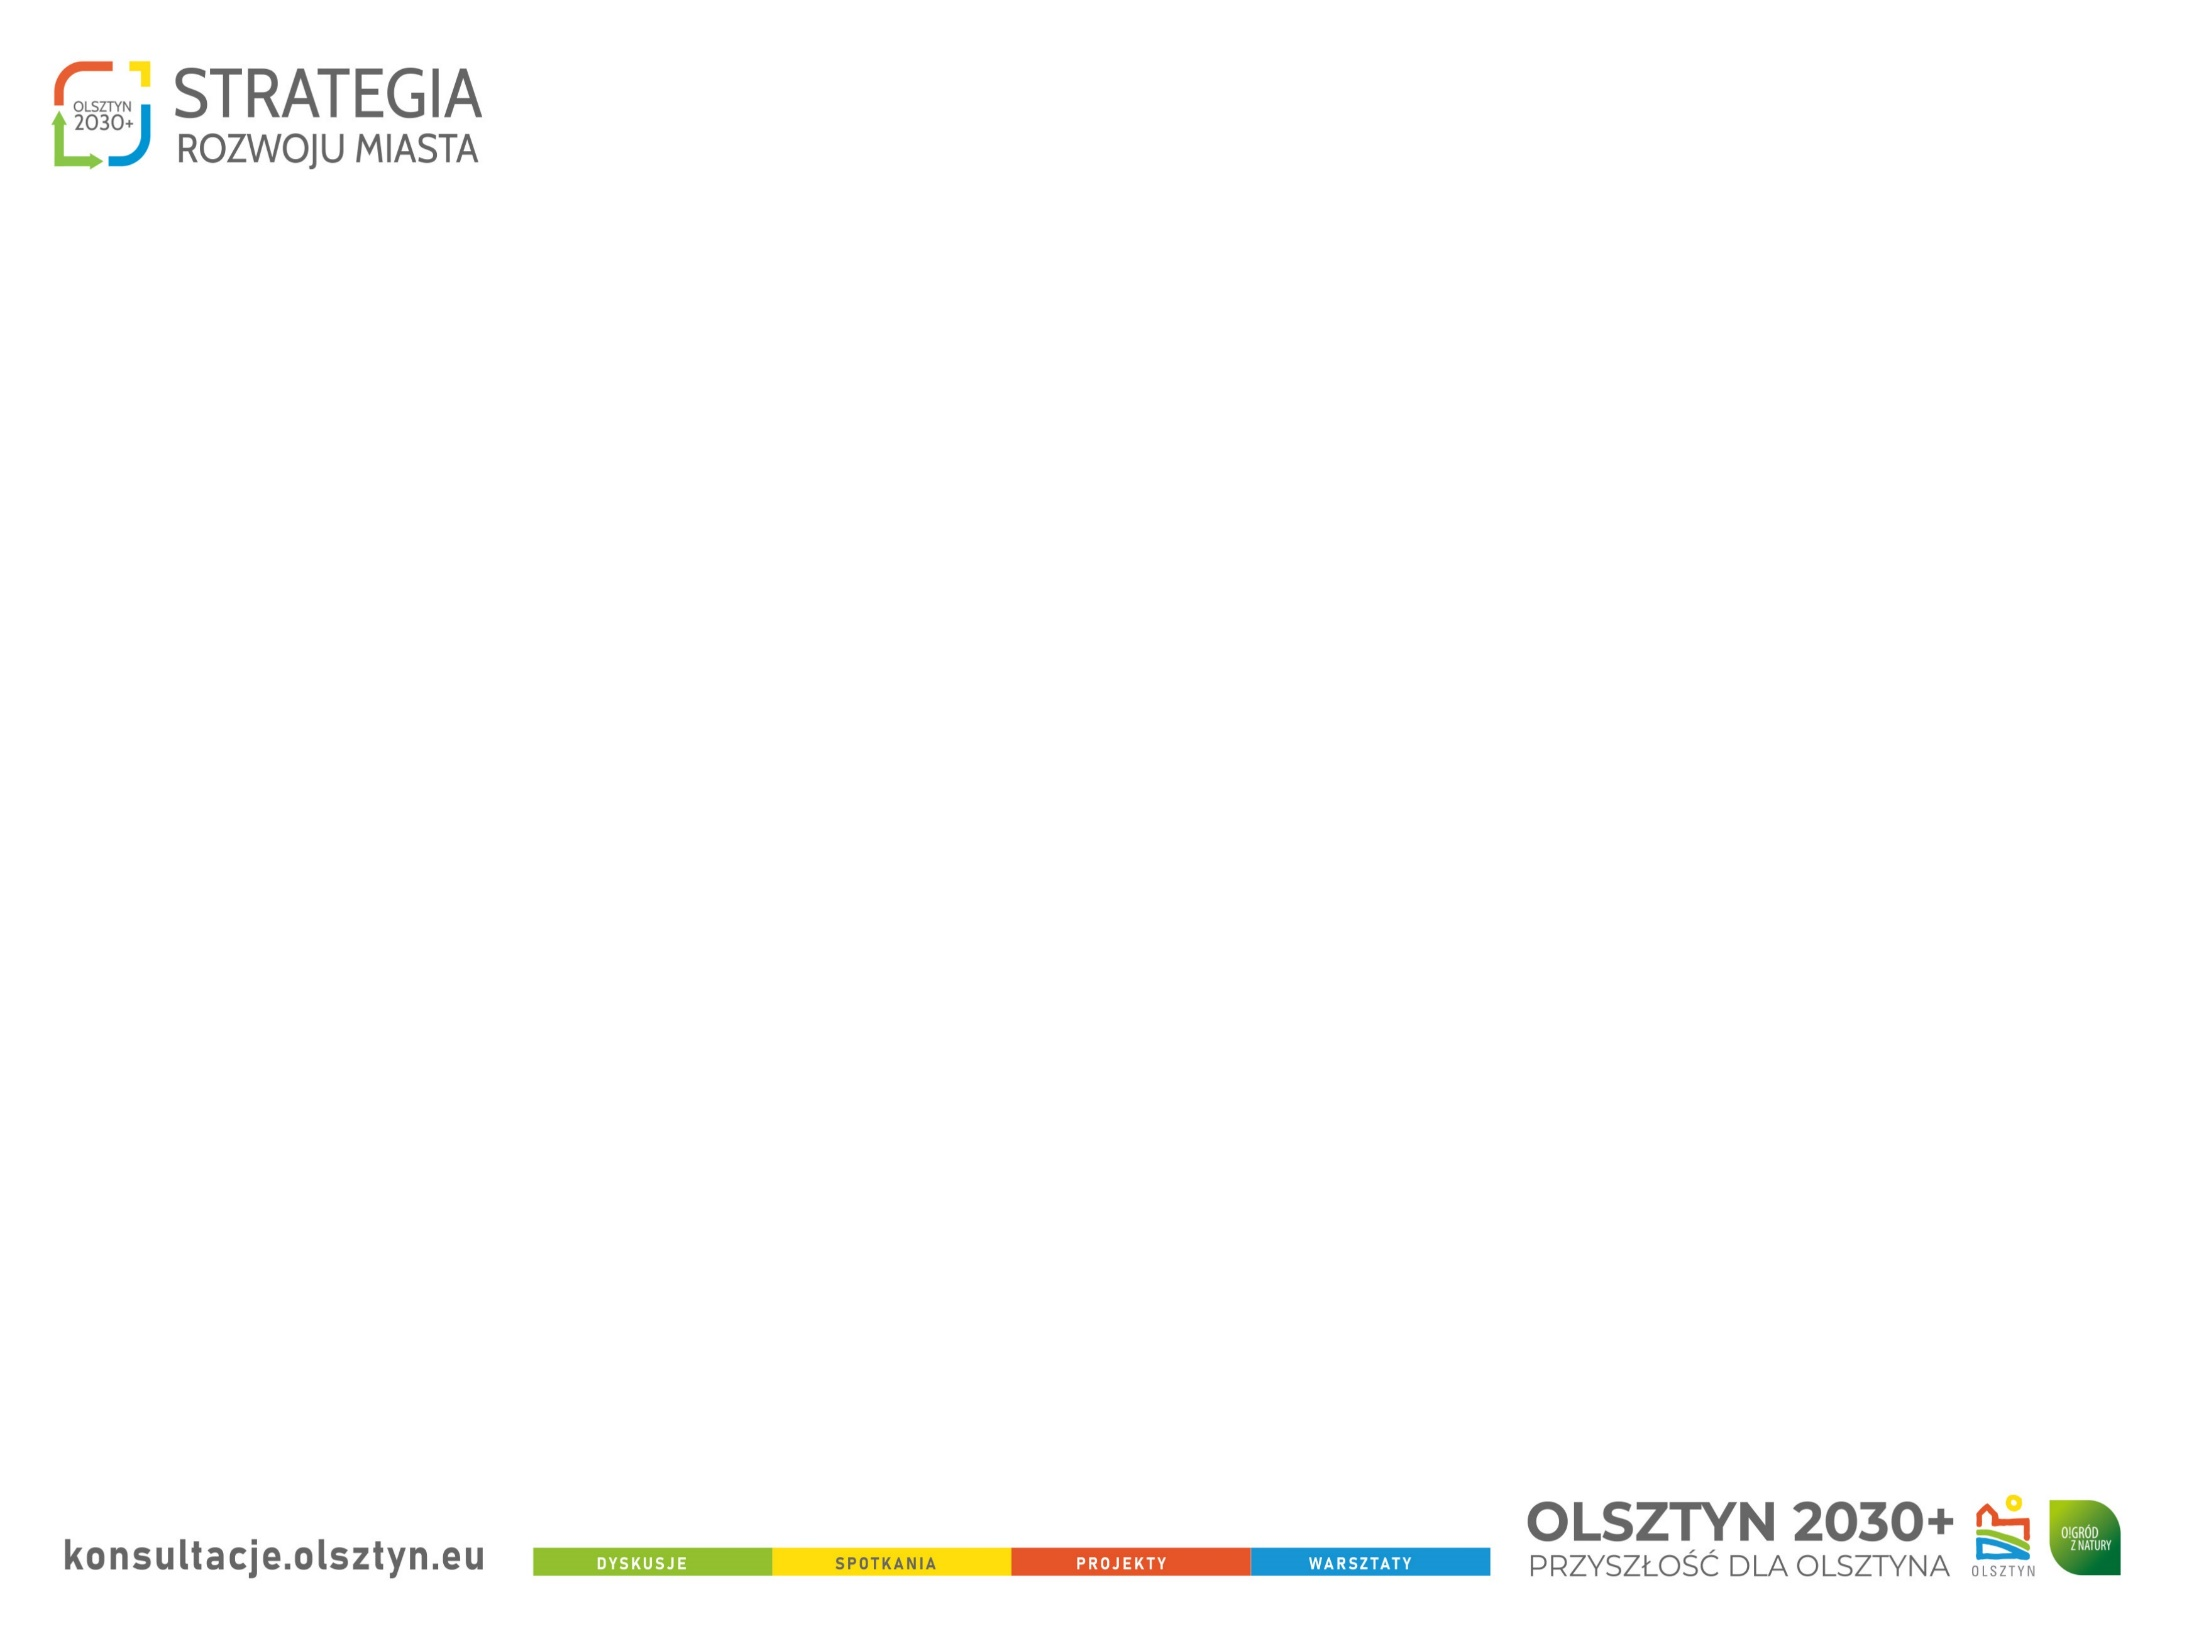 OLSZTYN
2030+
STRATEGIA
ROZWOJU MIASTA
konsultacje.olsztyn.eu
DYSKUSJE
SPOTKANIA
PROJEKTY
WARSZTATY
OLSZTYN 2030+
PRZYSZŁOŚĆ DLA OLSZTYNA
OLSZTYN
O!GRÓD
Z NATURY